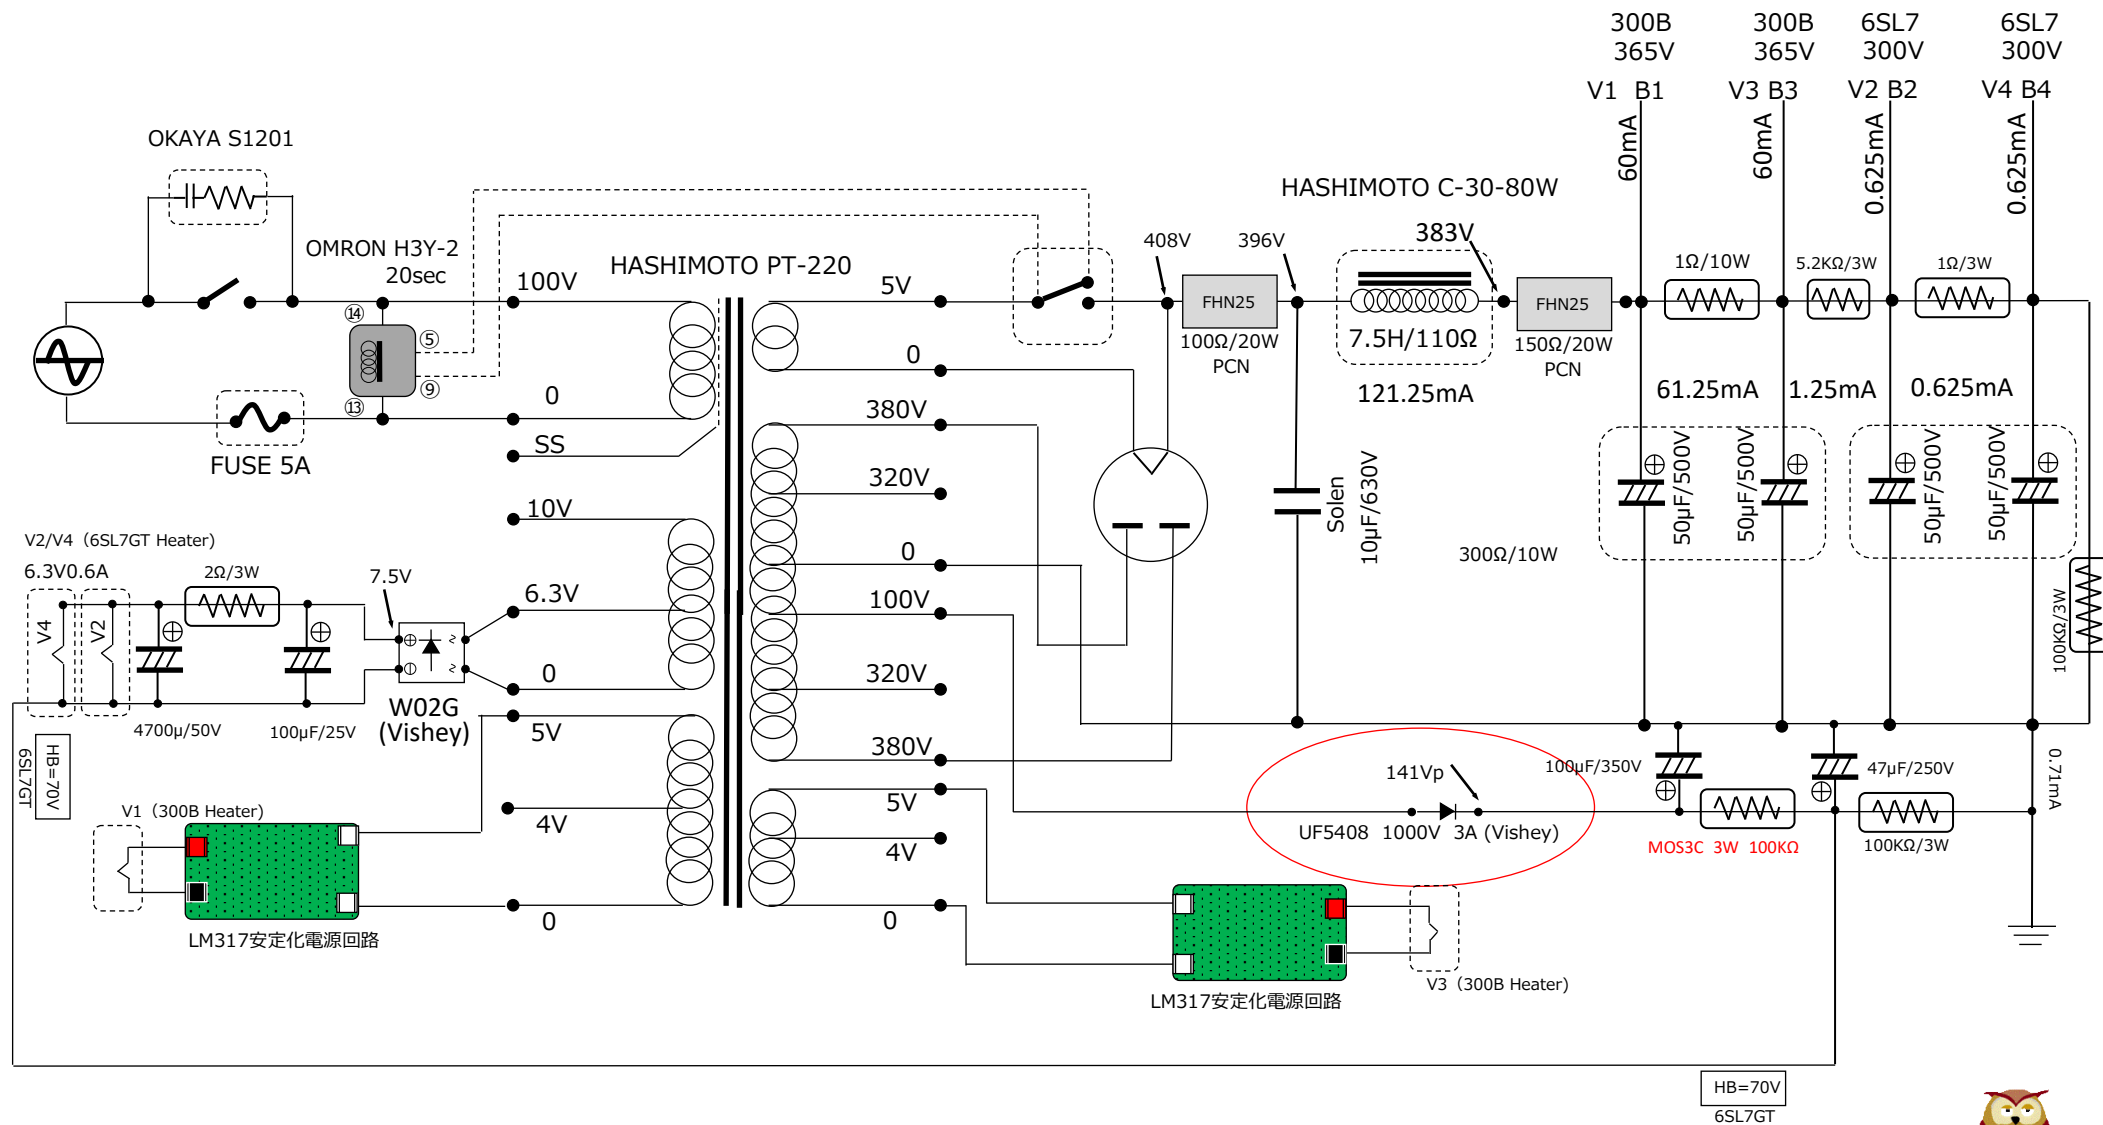 300B
365V
300B
365V
6SL7
300V
6SL7
300V
V1 B1
V3 B3
V2 B2
V4 B4
60mA
60mA
0.625mA
0.625mA
OKAYA S1201
OMRON H3Y-2
20sec
HASHIMOTO PT-220
HASHIMOTO C-30-80W
100V
5V
408V
396V
383V
1Ω/10W
5.2KΩ/3W
1Ω/3W
⑭
⑤
⑨
⑬
FHN25
100Ω/20W
PCN
7.5H/110Ω
121.25mA
FHN25
150Ω/20W
PCN
0
0
61.25mA
1.25mA
0.625mA
FUSE 5A
SS
380V
320V
10V
0
Solen
10μF/630V
50μF/500V
50μF/500V
50μF/500V
50μF/500V
300Ω/10W
100KΩ/3W
V2/V4（6SL7GT Heater)
6.3V0.6A
2Ω/3W
7.5V
6.3V
100V
V4
V2
~
~
0
320V
W02G
(Vishey)
4700μ/50V
100μF/25V
5V
380V
HB=70V
6SL7GT
141Vp
100μF/350V
47μF/250V
0.71mA
V1（300B Heater)
4V
5V
4V
UF5408 1000V 3A (Vishey)
MOS3C 3W 100KΩ
100KΩ/3W
0
0
LM317安定化電源回路
LM317安定化電源回路
V3（300B Heater)
HB=70V
6SL7GT